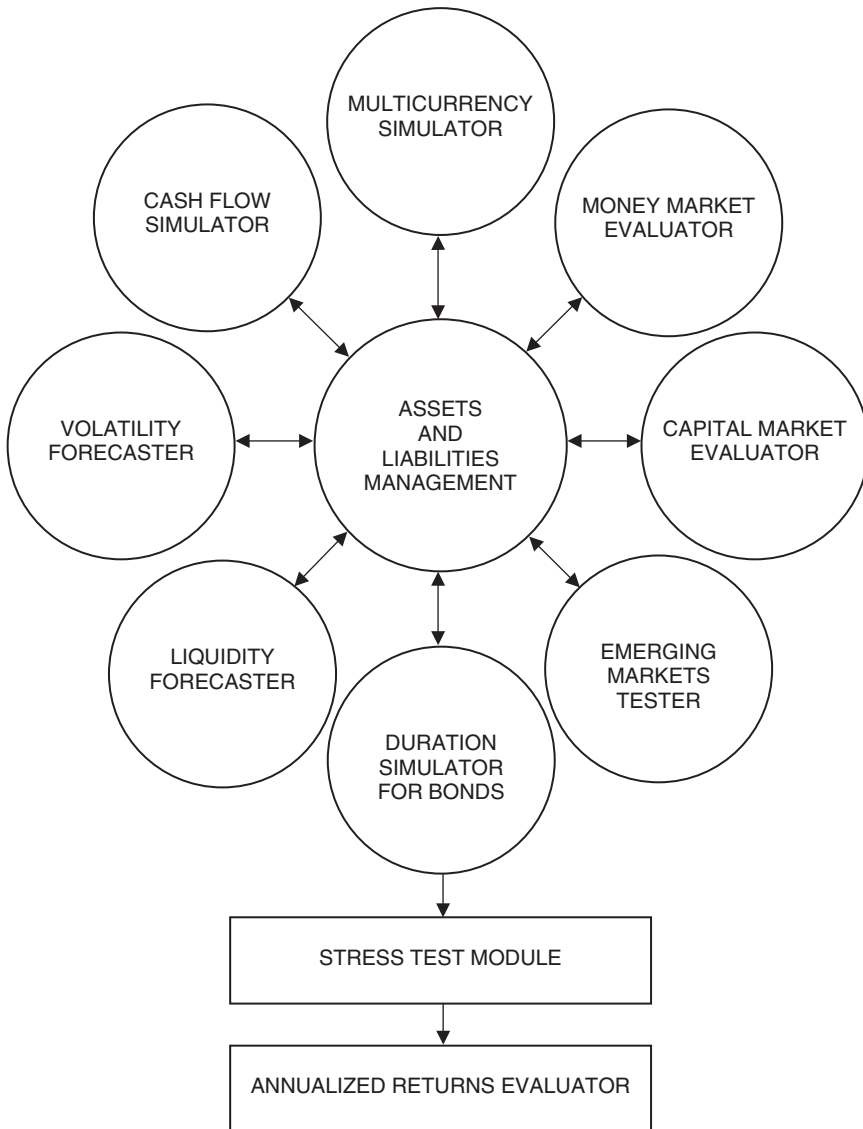 MULTICURRENCY
SIMULATOR
CASH FLOW
SIMULATOR
MONEY MARKET
EVALUATOR
VOLATILITY
FORECASTER
ASSETS
AND
LIABILITIES
MANAGEMENT
CAPITAL MARKET
EVALUATOR
LIQUIDITY
FORECASTER
EMERGING
MARKETS
TESTER
DURATION
SIMULATOR
FOR BONDS
STRESS TEST MODULE
ANNUALIZED RETURNS EVALUATOR